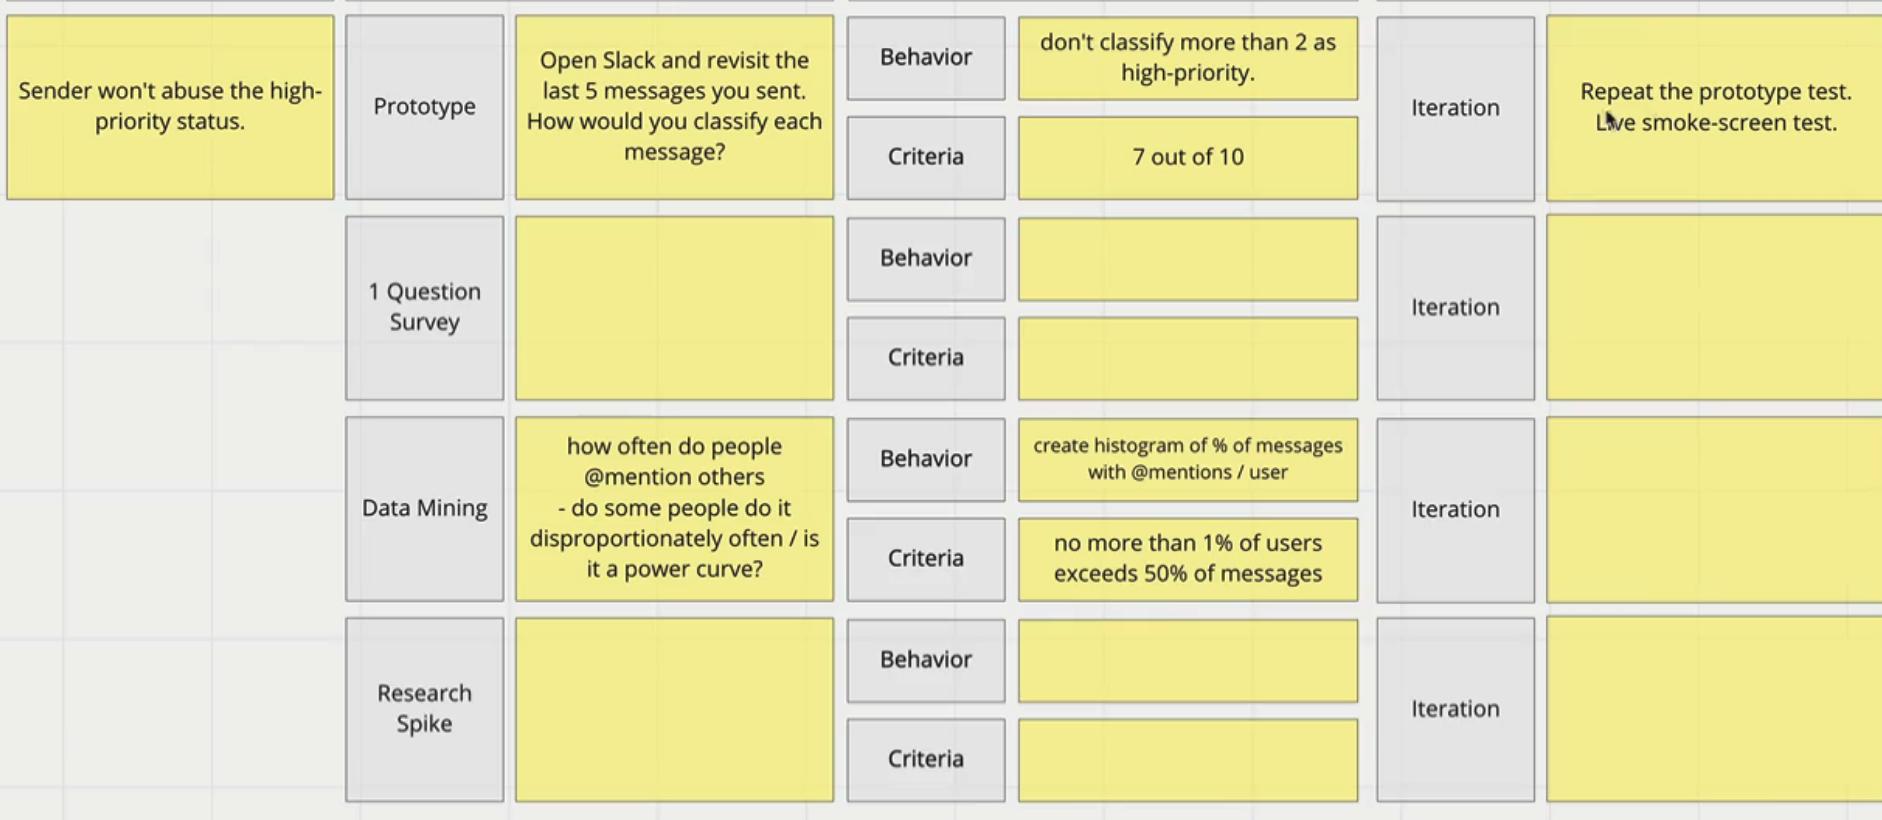 Sender won't abuse the high-
priority status.
Prototype
Open Slack and revisit the
last 5 messages you sent.
How would you classify each
message?
Behavior
don't classify more than 2 as
high-priority.
Criteria
7 out of 10
Iteration
Repeat the prototype test.
Live smoke-screen test.
1 Question
Survey
Behavior
Criteria
Iteration
Data Mining
how often do people
@mention others
- do some people do it
disproportionately often / is
it a power curve?
Behavior
create histogram of % of messages
with @mentions / user
Criteria
no more than 1% of users
exceeds 50% of messages
Iteration
Research
Spike
Behavior
Criteria
Iteration